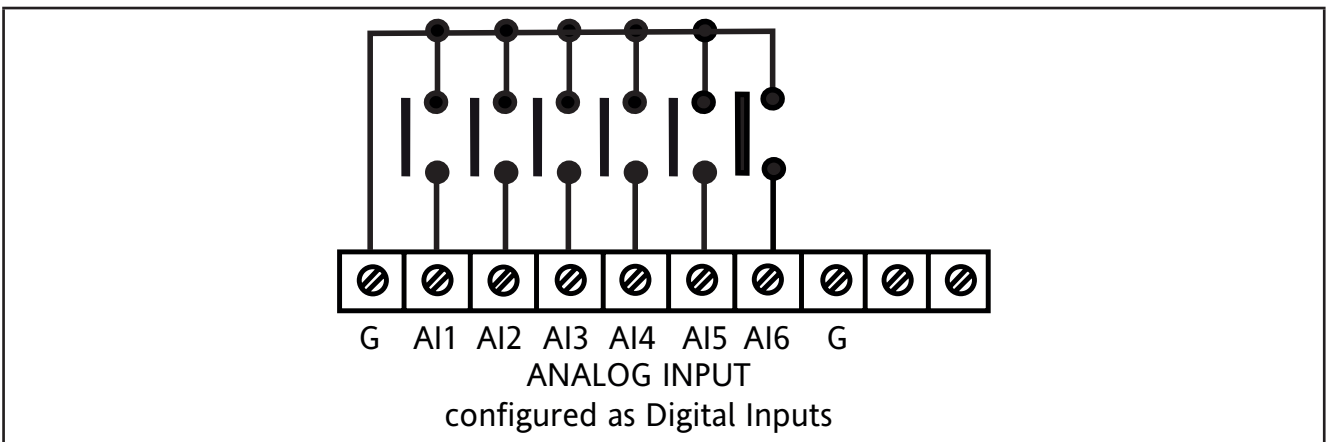 G AI1 AI2 AI3 AI4 AI5 AI6 G
ANALOG INPUT
configured as Digital Inputs